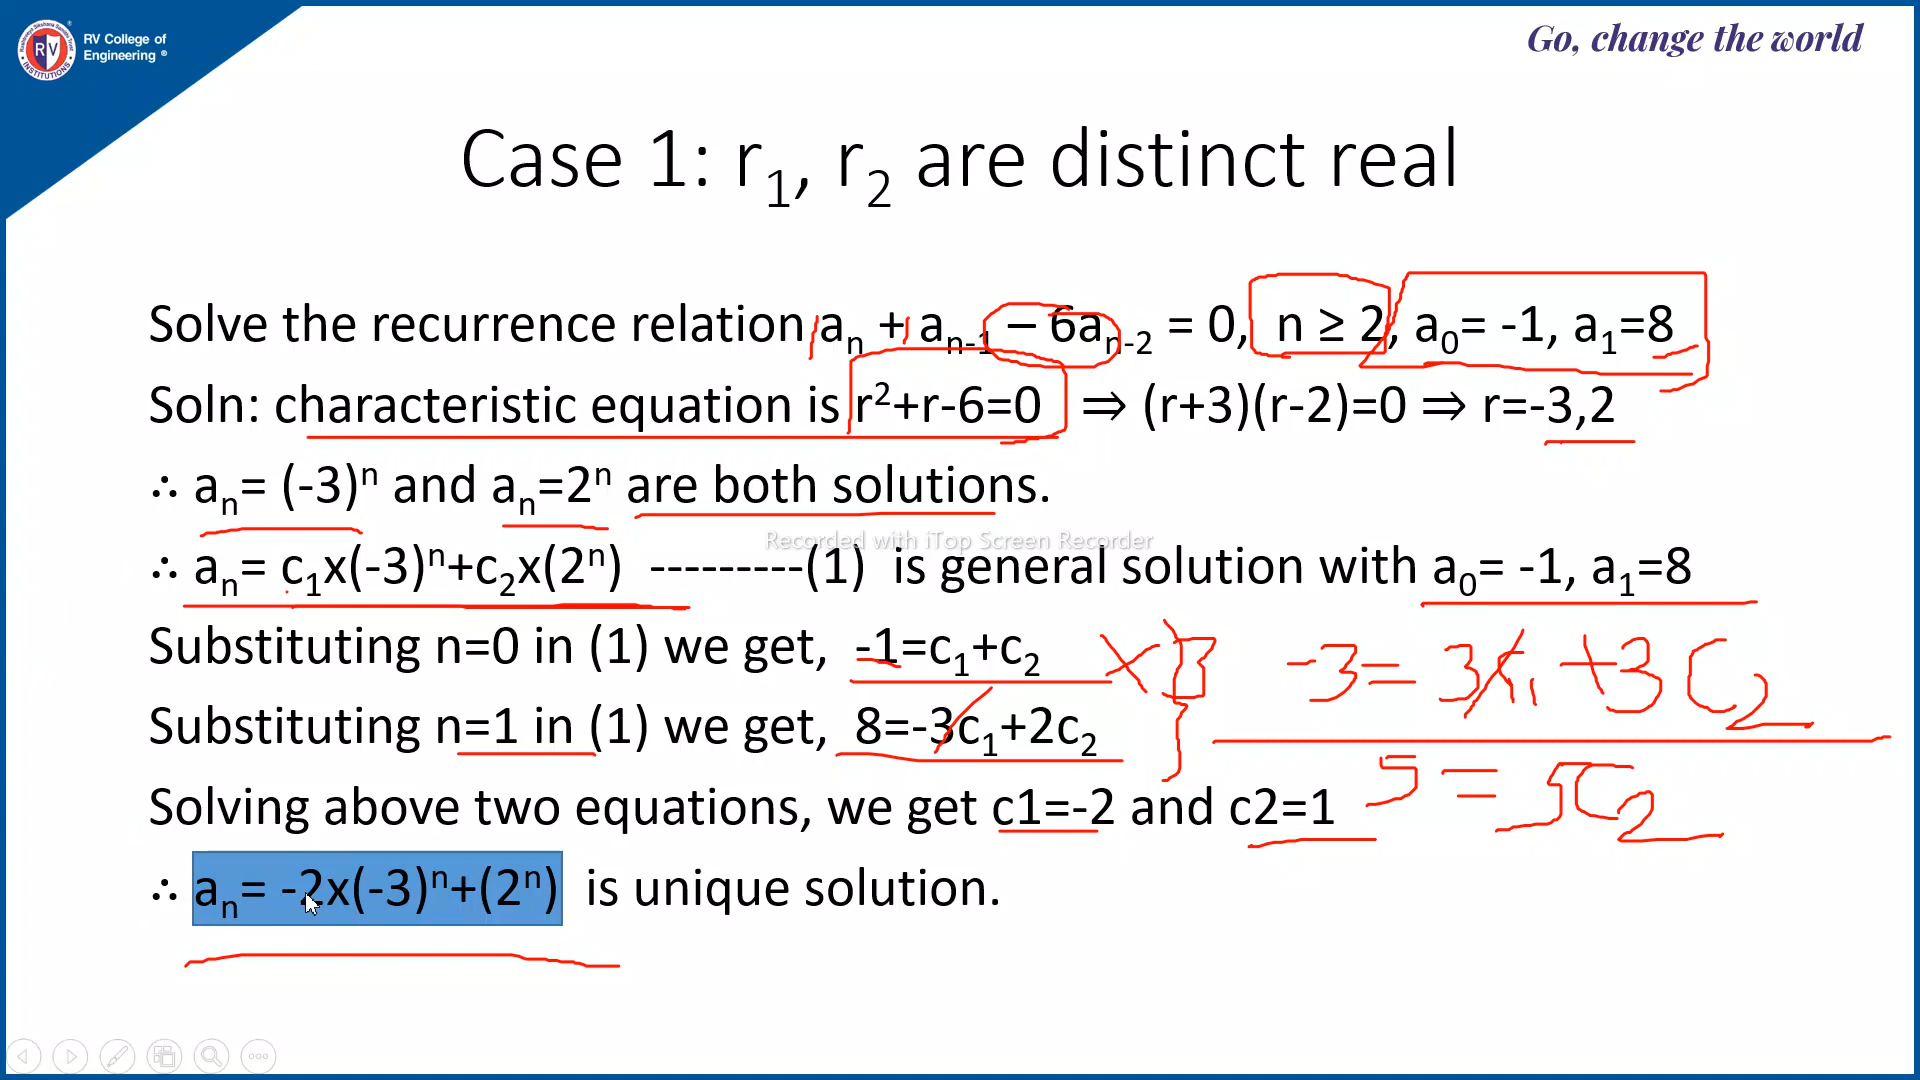 RV College of
Engineering ®
Go, change the world
Case 1: r₁, r₂ are distinct real
Solve the recurrence relation aₙ + aₙ₋₁ – 6aₙ₋₂ = 0, n ≥ 2, a₀= -1, a₁=8
Soln: characteristic equation is r²+r-6=0 ⇒ (r+3)(r-2)=0 ⇒ r=-3,2
∴ aₙ= (-3)ⁿ and aₙ=2ⁿ are both solutions.
Recorded with iTop Screen Recorder
∴ aₙ= c₁x(-3)ⁿ+c₂x(2ⁿ) ---------(1) is general solution with a₀= -1, a₁=8
Substituting n=0 in (1) we get, -1=c₁+c₂ x3 -3 = 3c₁ + 3c₂
Substituting n=1 in (1) we get, 8=-3c₁+2c₂
Solving above two equations, we get c1=-2 and c2=1 5 = 5c₂
∴ aₙ= -2x(-3)ⁿ+(2ⁿ) is unique solution.